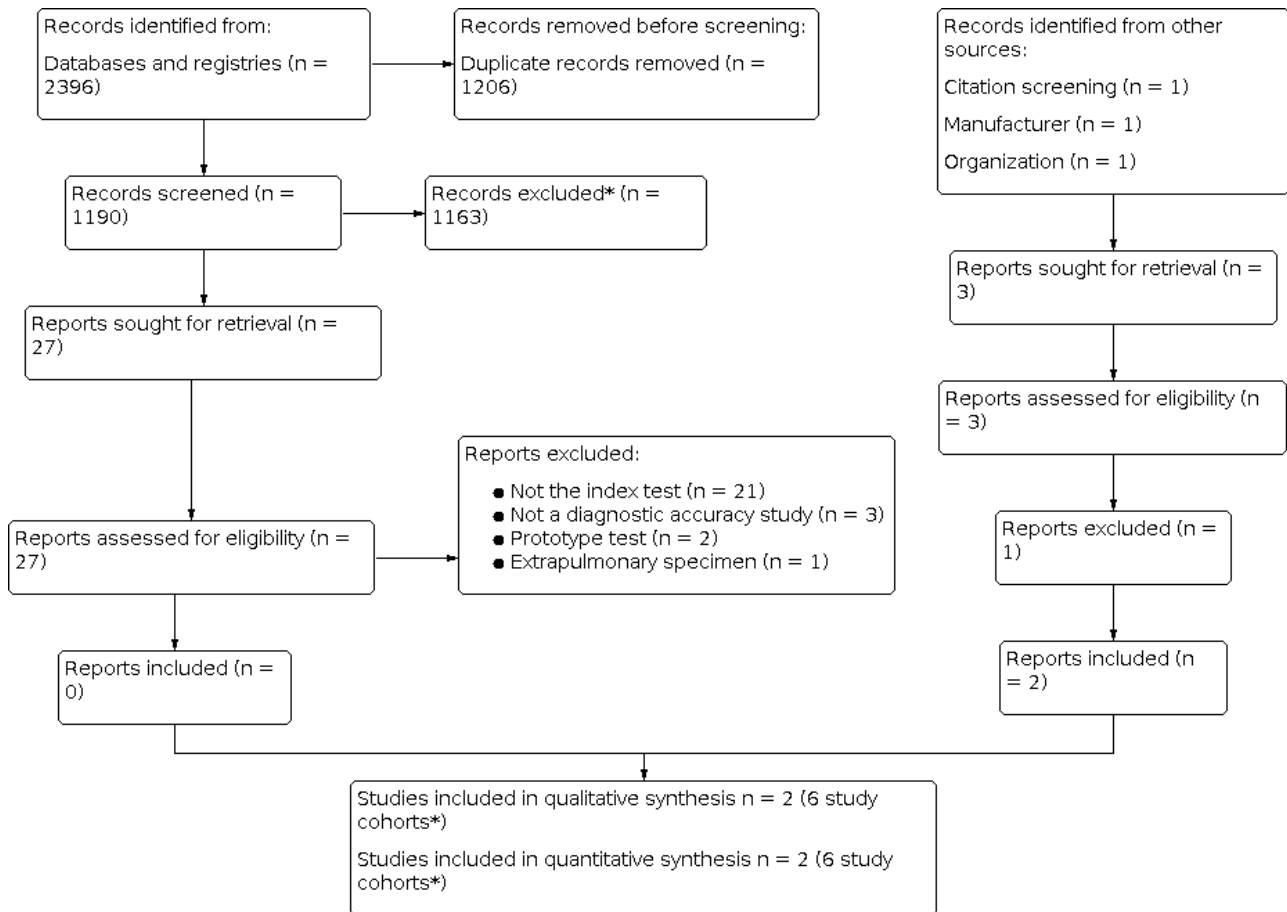 Records identified from:
Databases and registries (n =
2396)
Records removed before screening:
Duplicate records removed (n =
1206)
Records identified from other
sources:
Citation screening (n = 1)
Manufacturer (n = 1)
Organization (n = 1)
Records screened (n =
1190)
Records excluded* (n =
1163)
Reports sought for retrieval (n =
3)
Reports sought for retrieval (n =
27)
Reports assessed for eligibility (n
= 3)
Reports excluded:
● Not the index test (n = 21)
● Not a diagnostic accuracy study (n = 3)
● Prototype test (n = 2)
● Extrapulmonary specimen (n = 1)
Reports assessed for eligibility (n =
27)
Reports excluded (n =
1)
Reports included (n =
0)
Reports included (n
= 2)
Studies included in qualitative synthesis n = 2 (6 study
cohorts*)
Studies included in quantitative synthesis n = 2 (6 study
cohorts*)